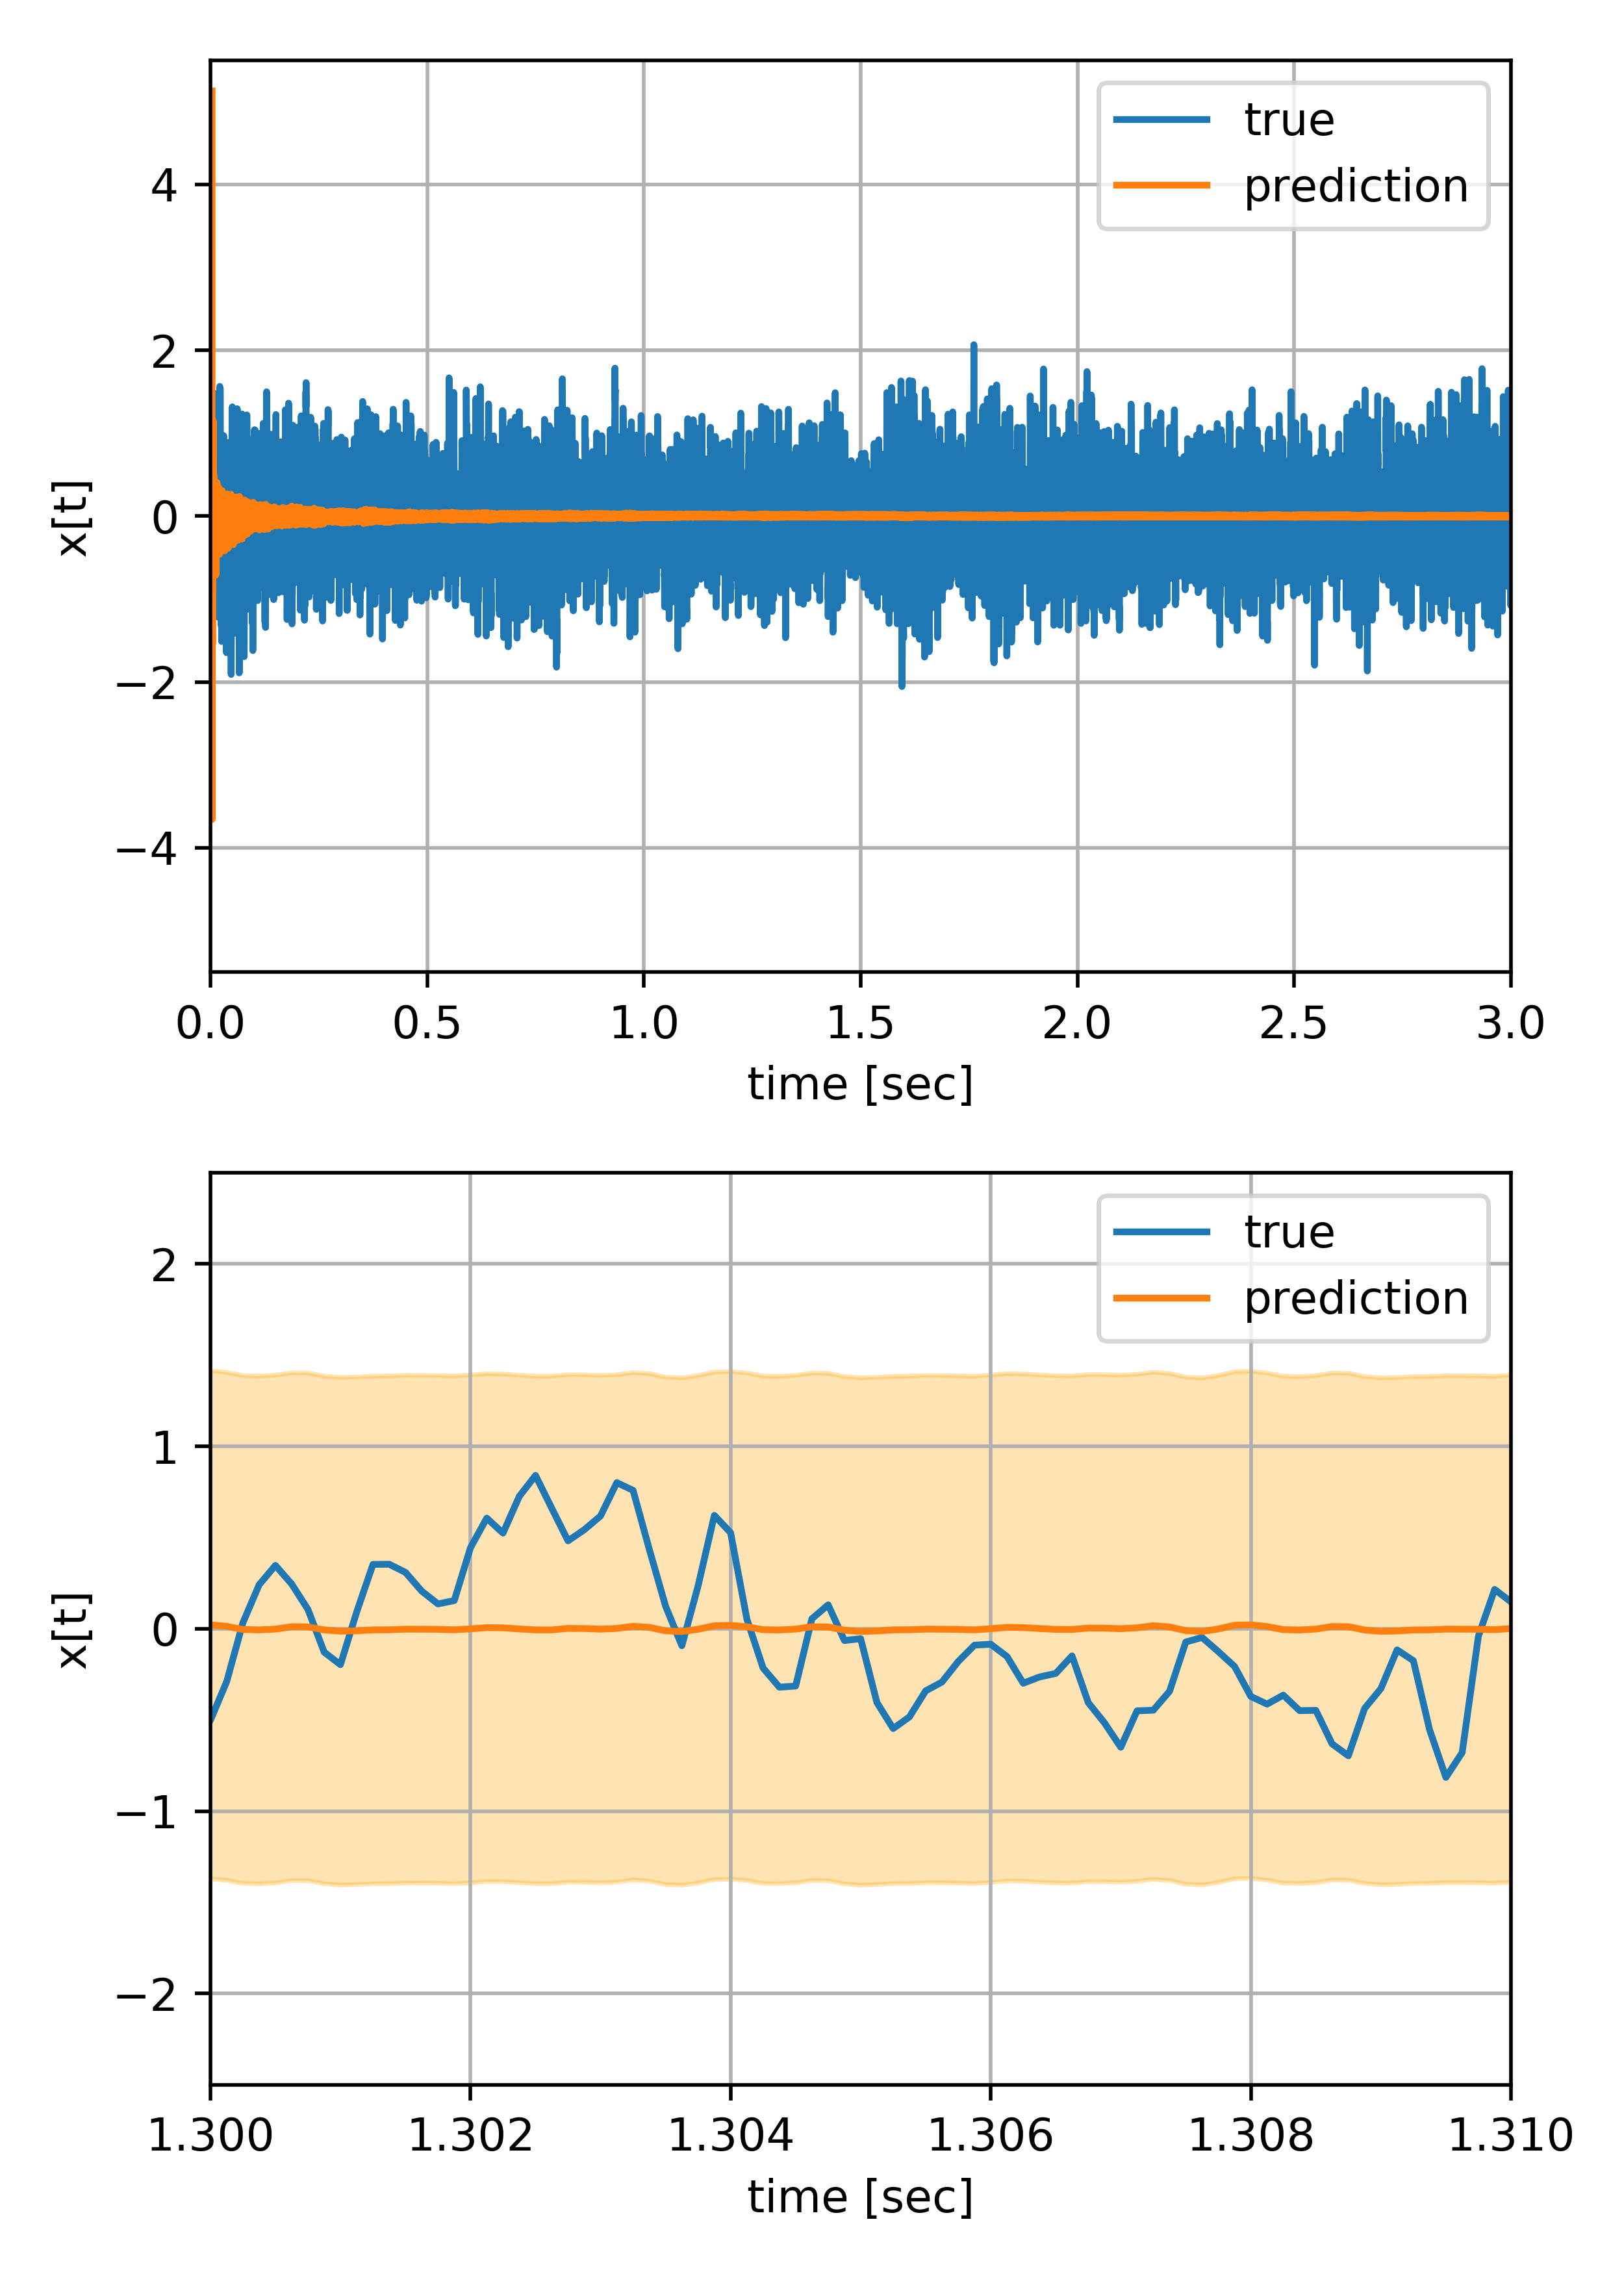 true
prediction
4
2
0
−2
−4
x[t]
0.0 0.5 1.0 1.5 2.0 2.5 3.0
time [sec]
true
prediction
2
1
0
−1
−2
x[t]
1.300 1.302 1.304 1.306 1.308 1.310
time [sec]